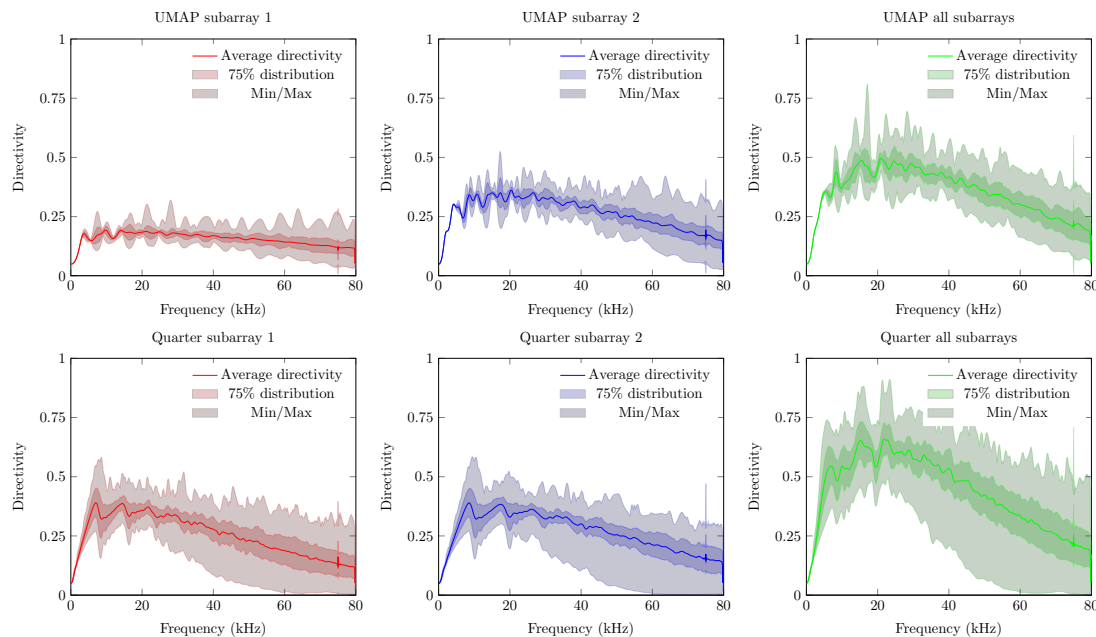 UMAP subarray 1
1
0.75
0.5
0.25
0
Directivity
Average directivity
75% distribution
Min/Max
0 20 40 60 80
Frequency (kHz)
UMAP subarray 2
1
0.75
0.5
0.25
0
Directivity
Average directivity
75% distribution
Min/Max
0 20 40 60 80
Frequency (kHz)
UMAP all subarrays
1
0.75
0.5
0.25
0
Directivity
Average directivity
75% distribution
Min/Max
0 20 40 60 80
Frequency (kHz)
Quarter subarray 1
1
0.75
0.5
0.25
0
Directivity
Average directivity
75% distribution
Min/Max
0 20 40 60 80
Frequency (kHz)
Quarter subarray 2
1
0.75
0.5
0.25
0
Directivity
Average directivity
75% distribution
Min/Max
0 20 40 60 80
Frequency (kHz)
Quarter all subarrays
1
0.75
0.5
0.25
0
Directivity
Average directivity
75% distribution
Min/Max
0 20 40 60 80
Frequency (kHz)